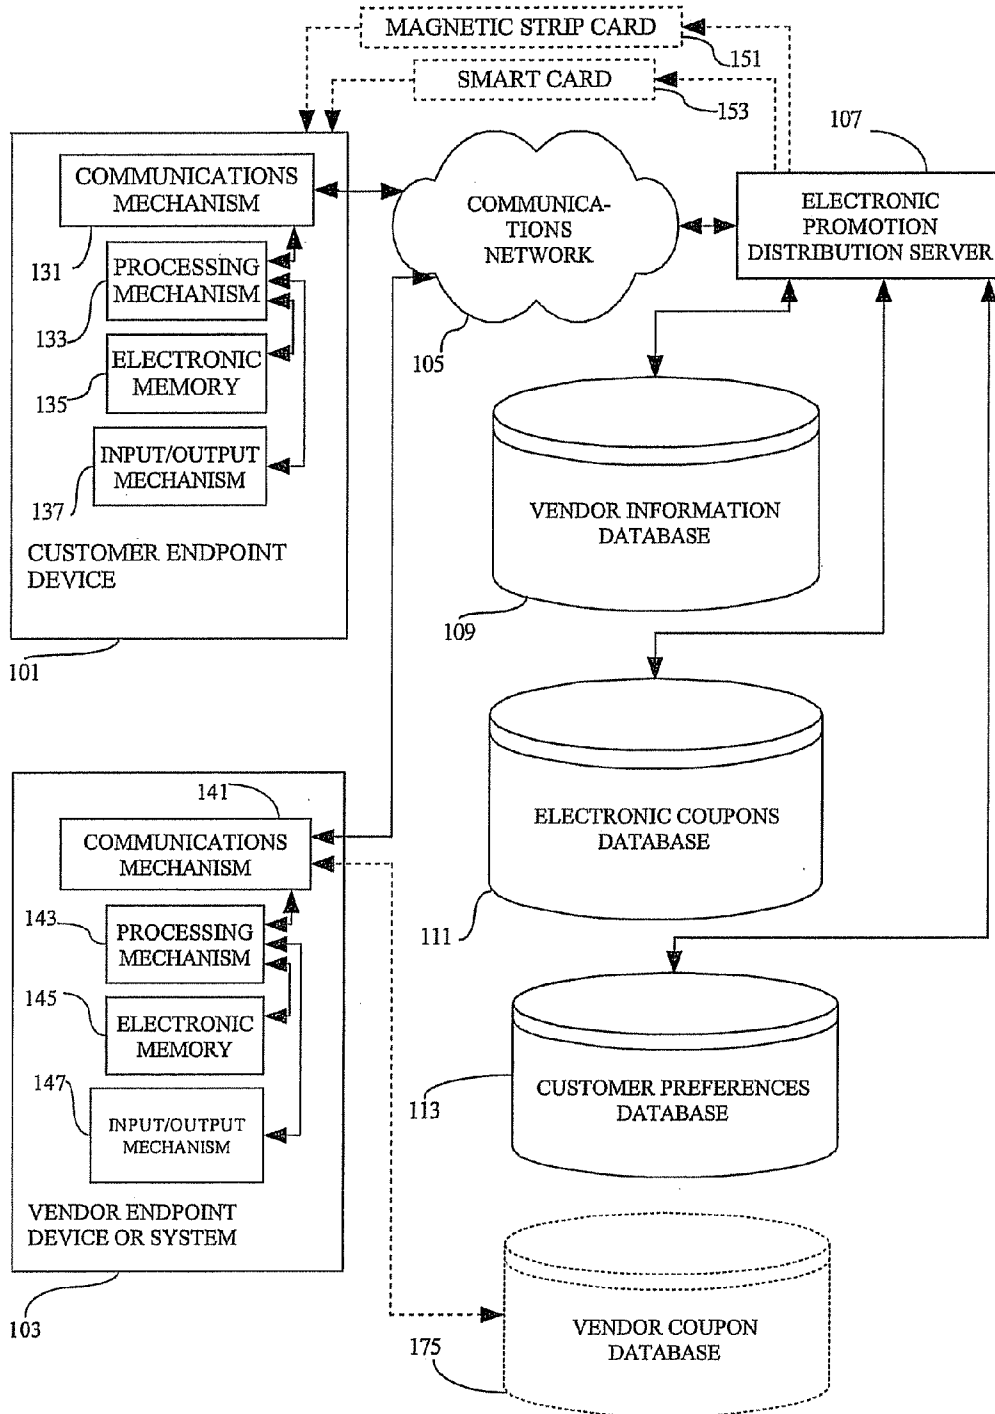 MAGNETIC STRIP CARD
151
SMART CARD
153
107
COMMUNICATIONS
MECHANISM
131
PROCESSING
MECHANISM
133
ELECTRONIC
MEMORY
135
INPUT/OUTPUT
MECHANISM
137
CUSTOMER ENDPOINT
DEVICE
101
COMMUNICA-
TIONS
NETWORK
105
ELECTRONIC
PROMOTION
DISTRIBUTION SERVER
VENDOR INFORMATION
DATABASE
109
ELECTRONIC COUPONS
DATABASE
111
CUSTOMER PREFERENCES
DATABASE
113
141
COMMUNICATIONS
MECHANISM
143
PROCESSING
MECHANISM
145
ELECTRONIC
MEMORY
147
INPUT/OUTPUT
MECHANISM
VENDOR ENDPOINT
DEVICE OR SYSTEM
103
VENDOR COUPON
DATABASE
175